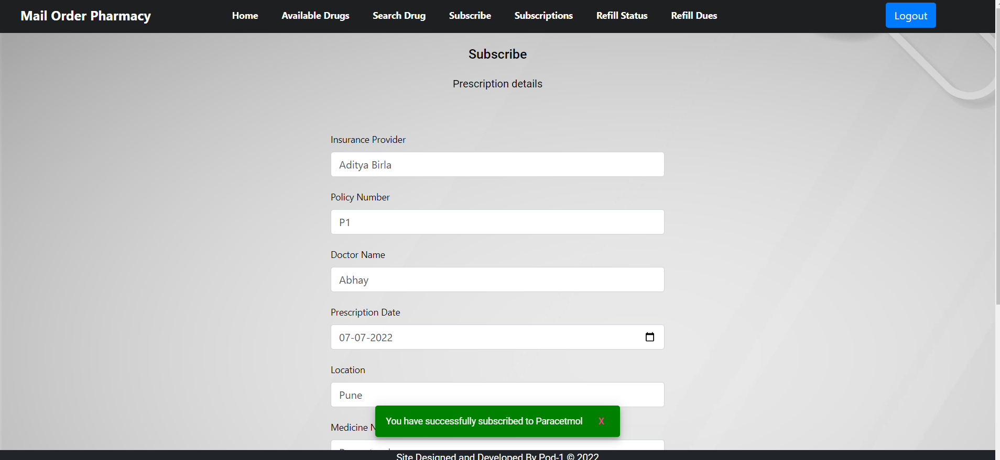 Mail Order Pharmacy Home Available Drugs Search Drug Subscribe Subscriptions Refill Status Refill Dues Logout
Subscribe
Prescription details
Insurance Provider
Aditya Birla
Policy Number
P1
Doctor Name
Abhay
Prescription Date
07-07-2022
Location
Pune
You have successfully subscribed to Paracetmol X
Medicine
Site Designed and Developed By Pod-1 © 2022